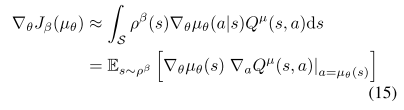 ∇θJβ(μθ) ≈ ∫S ρβ(s)∇θμθ(a|s)Qμ(s, a)ds
= Es∼ρβ [∇θμθ(s) ∇aQμ(s, a)|a=μθ(s)]
(15)